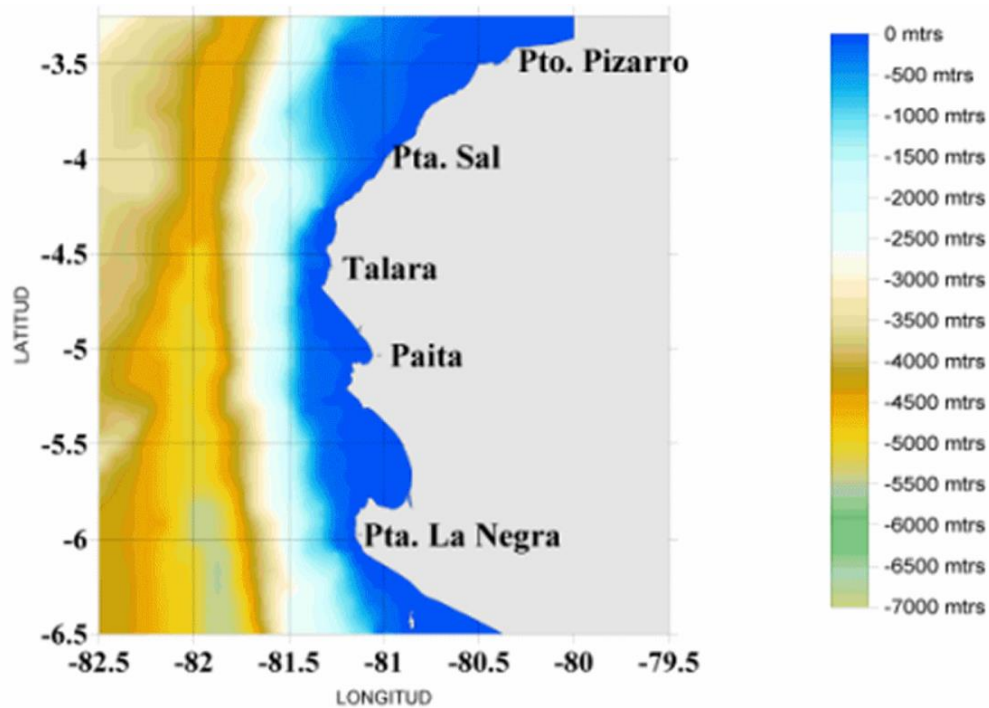 Pto. Pizarro
Pta. Sal
Talara
Paita
Pta. La Negra
LATITUD
-3.5
-4
-4.5
-5
-5.5
-6
-6.5
-82.5 -82 -81.5 -81 -80.5 -80 -79.5
LONGITUD
0 mtrs
-500 mtrs
-1000 mtrs
-1500 mtrs
-2000 mtrs
-2500 mtrs
-3000 mtrs
-3500 mtrs
-4000 mtrs
-4500 mtrs
-5000 mtrs
-5500 mtrs
-6000 mtrs
-6500 mtrs
-7000 mtrs